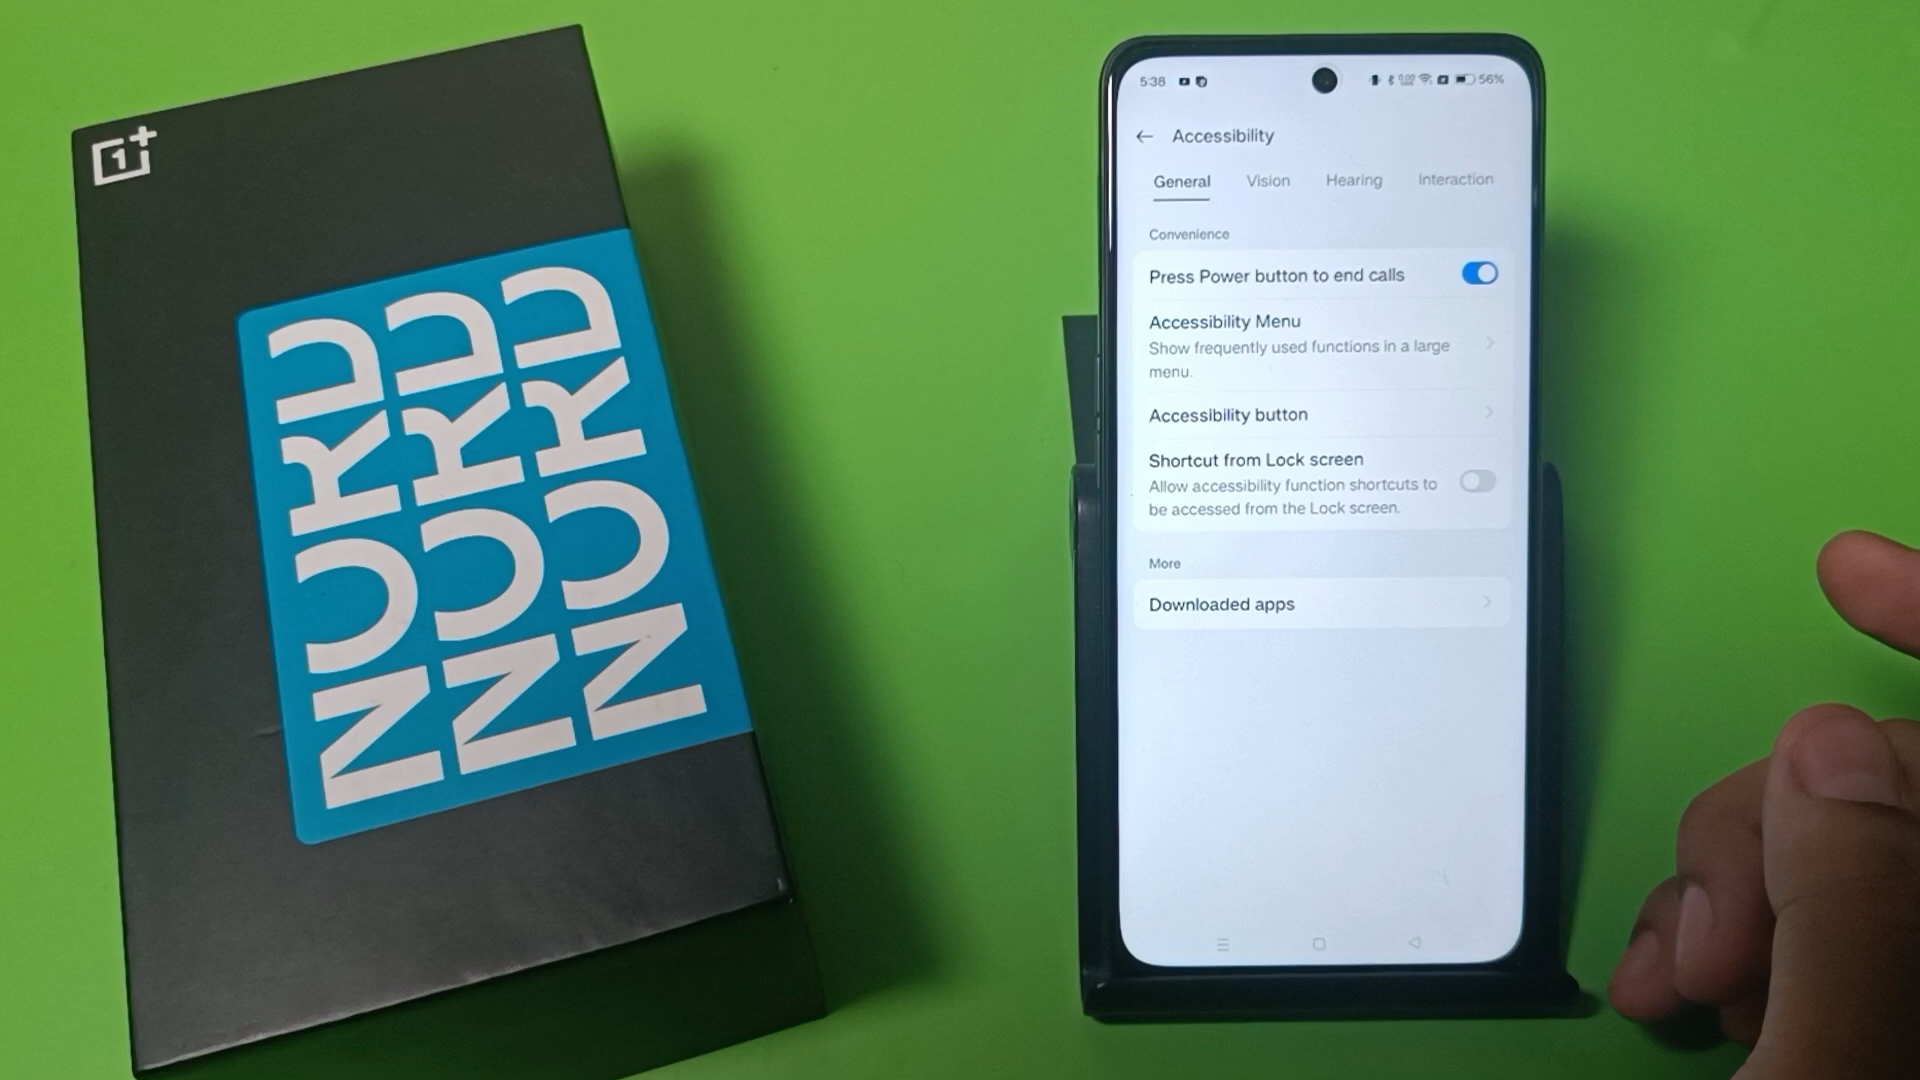 1+
NORD
NORD
NORD
5:38
56%
Accessibility
General Vision Hearing Interaction
Convenience
Press Power button to end calls
Accessibility Menu
Show frequently used functions in a large
menu.
Accessibility button
Shortcut from Lock screen
Allow accessibility function shortcuts to
be accessed from the Lock screen.
More
Downloaded apps